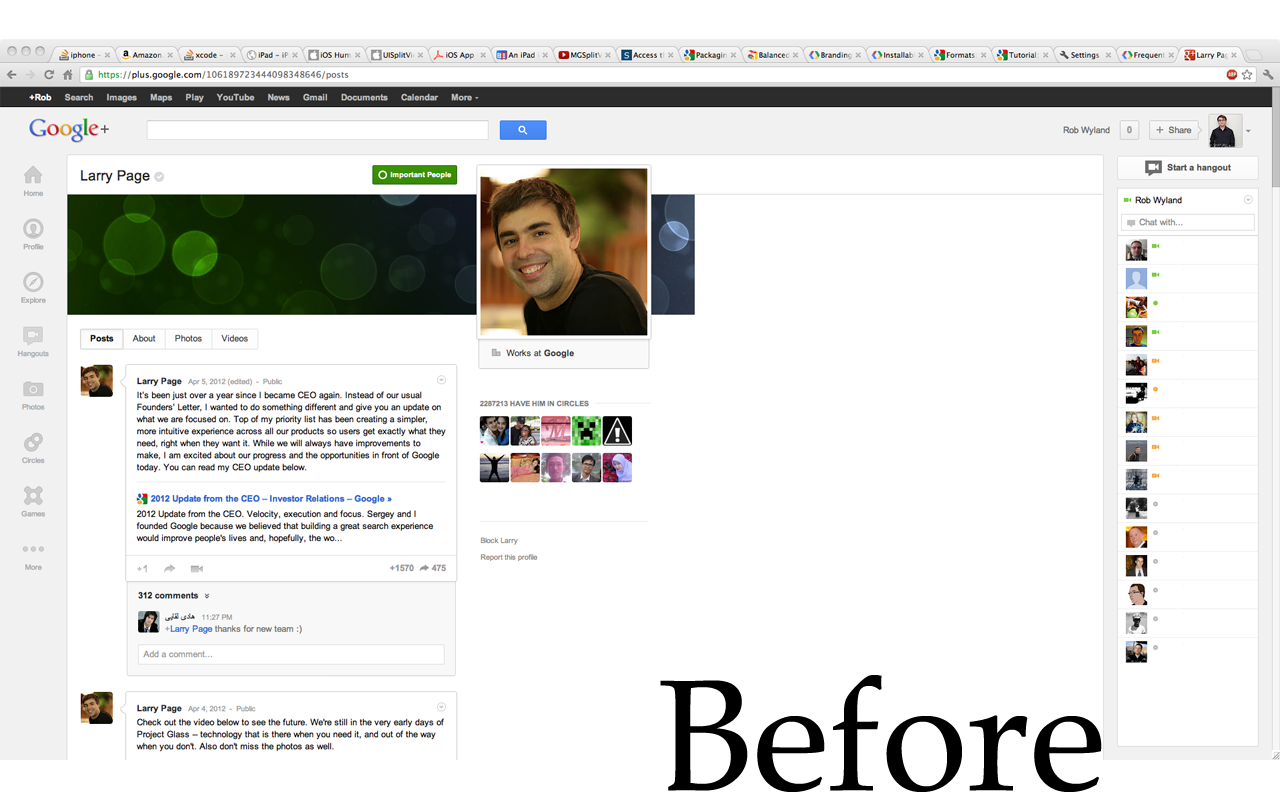 iphone -
Amazon.
xcode -
iPad – iP
iOS Hum
UISplitVi
iOS App
An iPad
MGSplitV
Access th
Packagin
Balanced
Branding
Installab
Formats
Tutorial
Settings
Frequent
Larry Pag
https://plus.google.com/106189723444098348646/posts
ABP
+Rob Search Images Maps Play YouTube News Gmail Documents Calendar More
Google+
Rob Wyland 0 + Share
Home
Profile
Explore
Hangouts
Photos
Circles
Games
More
Larry Page
Important People
Works at Google
Posts About Photos Videos
Larry Page Apr 5, 2012 (edited) - Public
It's been just over a year since I became CEO again. Instead of our usual
Founders' Letter, I wanted to do something different and give you an update on
what we are focused on. Top of my priority list has been creating a simpler,
more intuitive experience across all our products so users get exactly what they
need, right when they want it. While we will always have improvements to
make, I am excited about our progress and the opportunities in front of Google
today. You can read my CEO update below.
2012 Update from the CEO – Investor Relations – Google »
2012 Update from the CEO. Velocity, execution and focus. Sergey and I
founded Google because we believed that building a great search experience
would improve people's lives and, hopefully, the wo...
+1
+1570 475
312 comments
هادی لقایی 11:27 PM
+Larry Page thanks for new team :)
Add a comment...
Larry Page Apr 4, 2012 - Public
Check out the video below to see the future. We're still in the very early days of
Project Glass -- technology that is there when you need it, and out of the way
when you don't. Also don't miss the photos as well.
2287213 HAVE HIM IN CIRCLES
Block Larry
Report this profile
Start a hangout
Rob Wyland
Chat with...
Before